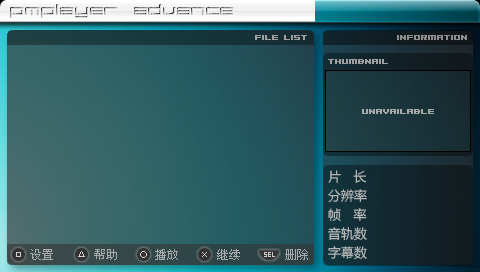 pmplayer advance
FILE LIST
INFORMATION
THUMBNAIL
UNAVAILABLE
片 长
分辨率
帧 率
音轨数
字幕数
设置 帮助 播放 继续 SEL 删除